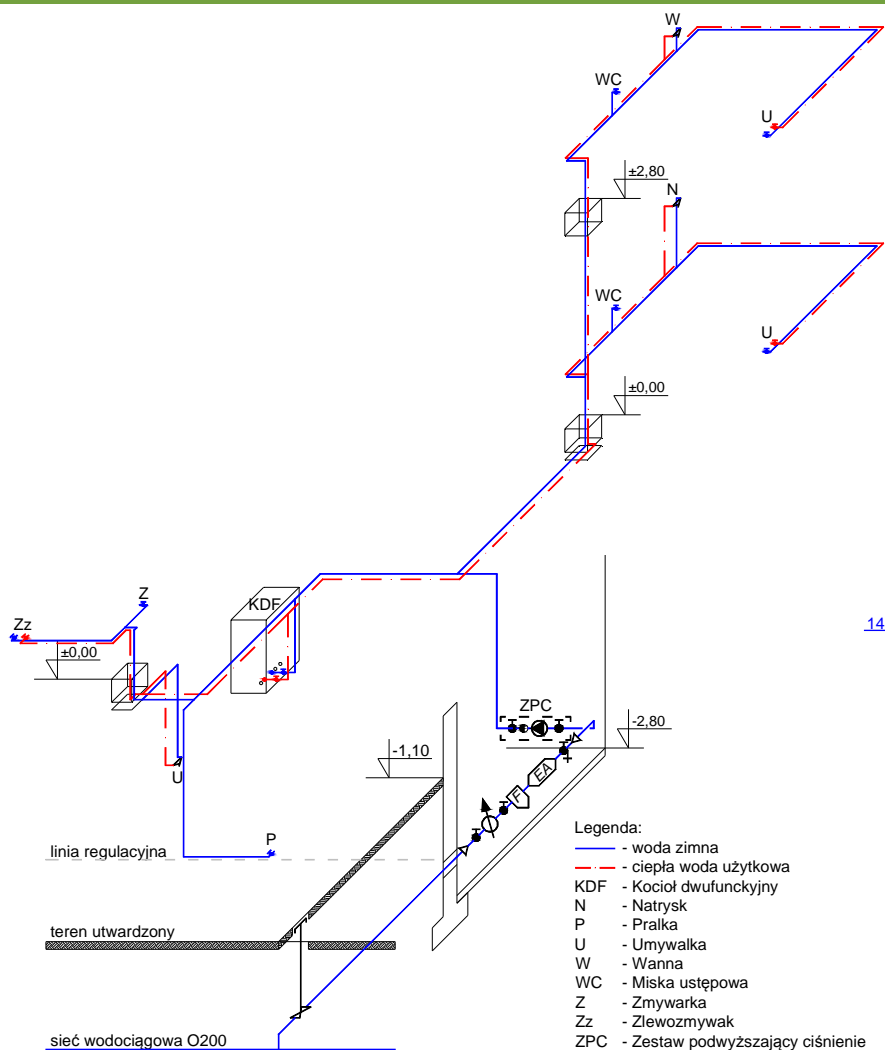 W
WC
U
±2,80
N
WC
U
±0,00
KDF
Z
Zz
14
±0,00
ZPC
-2,80
U
-1,10
EA
F
P
linia regulacyjna
teren utwardzony
sieć wodociągowa O200
Legenda:
- woda zimna
- ciepła woda użytkowa
KDF - Kocioł dwufunckyjny
N - Natrysk
P - Pralka
U - Umywalka
W - Wanna
WC - Miska ustępowa
Z - Zmywarka
Zz - Zlewozmywak
ZPC - Zestaw podwyższający ciśnienie